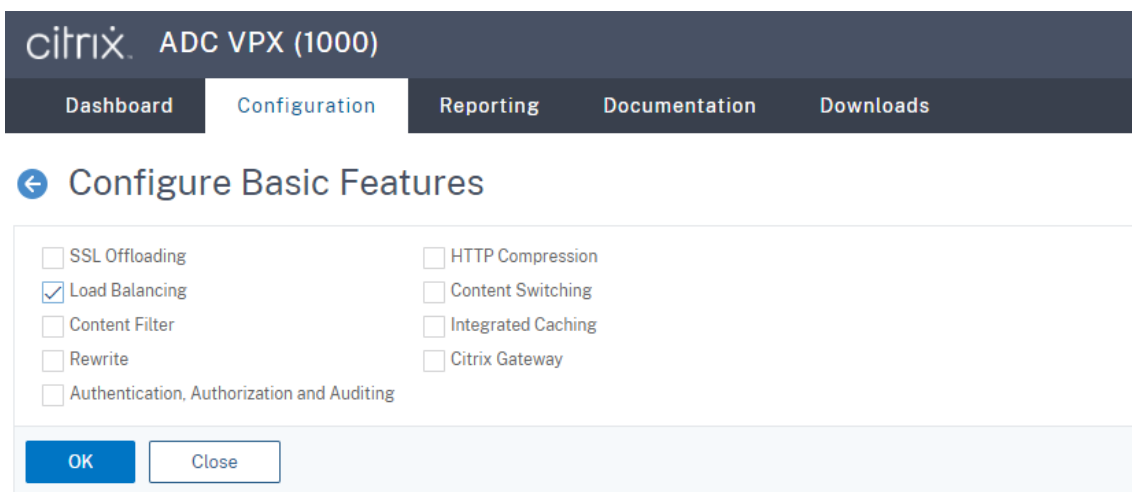 citrix. ADC VPX (1000)
Dashboard Configuration Reporting Documentation Downloads
Configure Basic Features
SSL Offloading HTTP Compression
Load Balancing Content Switching
Content Filter Integrated Caching
Rewrite Citrix Gateway
Authentication, Authorization and Auditing
OK Close